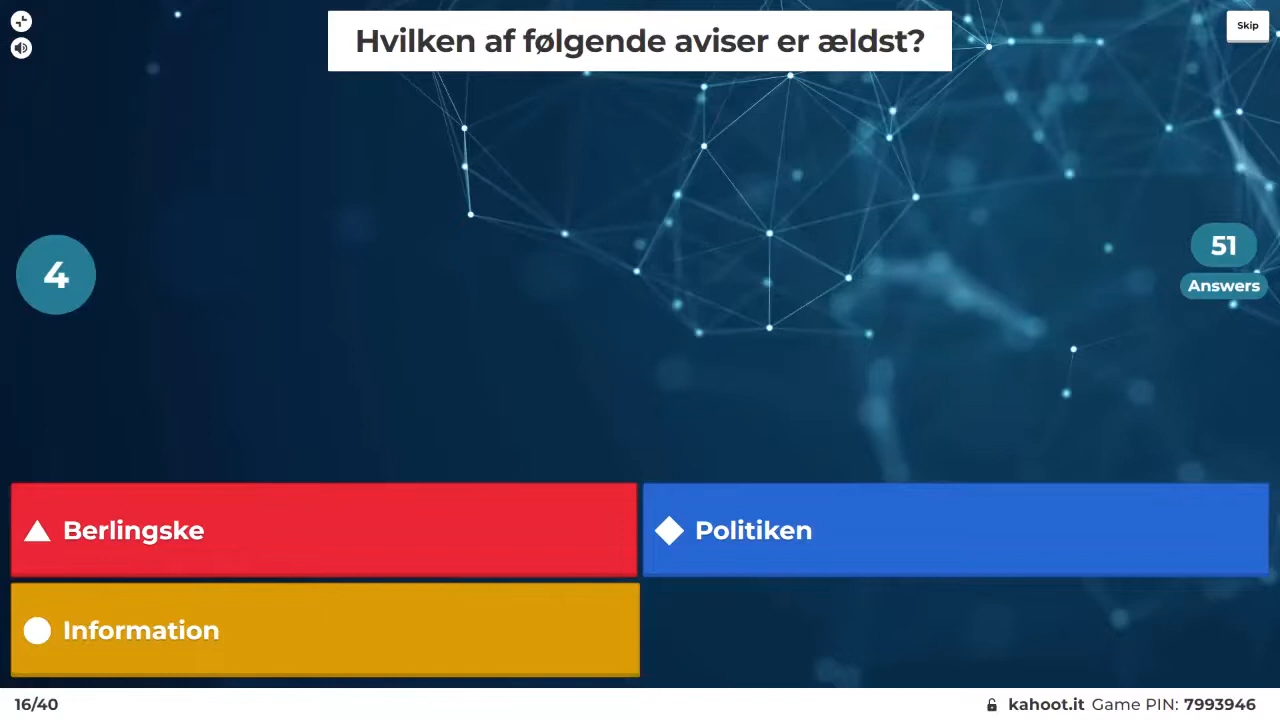 Hvilken af følgende aviser er ældst?
Skip
4
51
Answers
Berlingske
Politiken
Information
16/40
kahoot.it Game PIN: 7993946